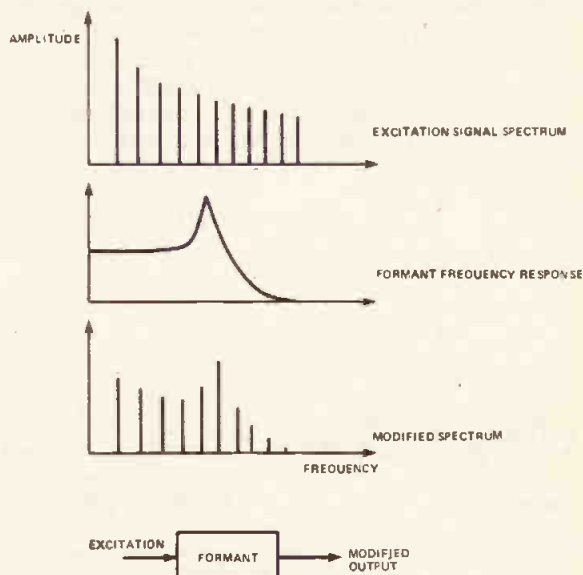 AMPLITUDE
EXCITATION SIGNAL SPECTRUM
FORMANT FREQUENCY RESPONSE
MODIFIED SPECTRUM
FREQUENCY
EXCITATION
FORMANT
MODIFIED
OUTPUT